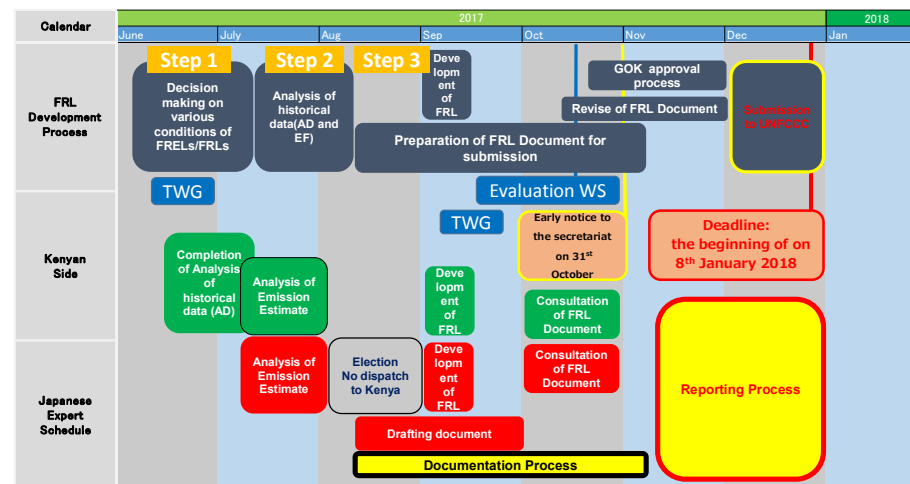 Calendar
2017
2018
June
July
Aug
Sep
Oct
Nov
Dec
Jan
FRL
Development
Process
Step 1
Decision
making on
various
conditions of
FRELs/FRLs
Step 2
Analysis of
historical
data(AD and
EF)
Step 3
Deve
lopm
ent
of
FRL
GOK approval
process
Revise of FRL Document
Preparation of FRL Document for
submission
Submission
to UNFCCC
TWG
Evaluation WS
TWG
Kenyan
Side
Completion
of Analysis
of
historical
data (AD)
Analysis of
Emission
Estimate
Deve
lopm
ent
of
FRL
Early notice to
the secretariat
on 31st
October
Consultation
of FRL
Document
Deadline:
the beginning of on
8th January 2018
Japanese
Expert
Schedule
Analysis of
Emission
Estimate
Election
No dispatch
to Kenya
Deve
lopm
ent
of
FRL
Consultation
of FRL
Document
Reporting Process
Drafting document
Documentation Process